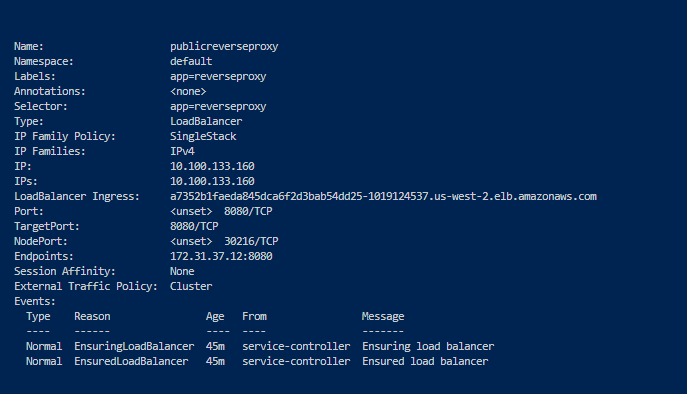 Name: publicreverseproxy
Namespace: default
Labels: app=reverseproxy
Annotations: <none>
Selector: app=reverseproxy
Type: LoadBalancer
IP Family Policy: SingleStack
IP Families: IPv4
IP: 10.100.133.160
IPs: 10.100.133.160
LoadBalancer Ingress: a7352b1faeda845dca6f2d3bab54dd25-1019124537.us-west-2.elb.amazonaws.com
Port: <unset> 8080/TCP
TargetPort: 8080/TCP
NodePort: <unset> 30216/TCP
Endpoints: 172.31.37.12:8080
Session Affinity: None
External Traffic Policy: Cluster
Events:
Type Reason Age From Message
---- ------ ---- ---- -------
Normal EnsuringLoadBalancer 45m service-controller Ensuring load balancer
Normal EnsuredLoadBalancer 45m service-controller Ensured load balancer